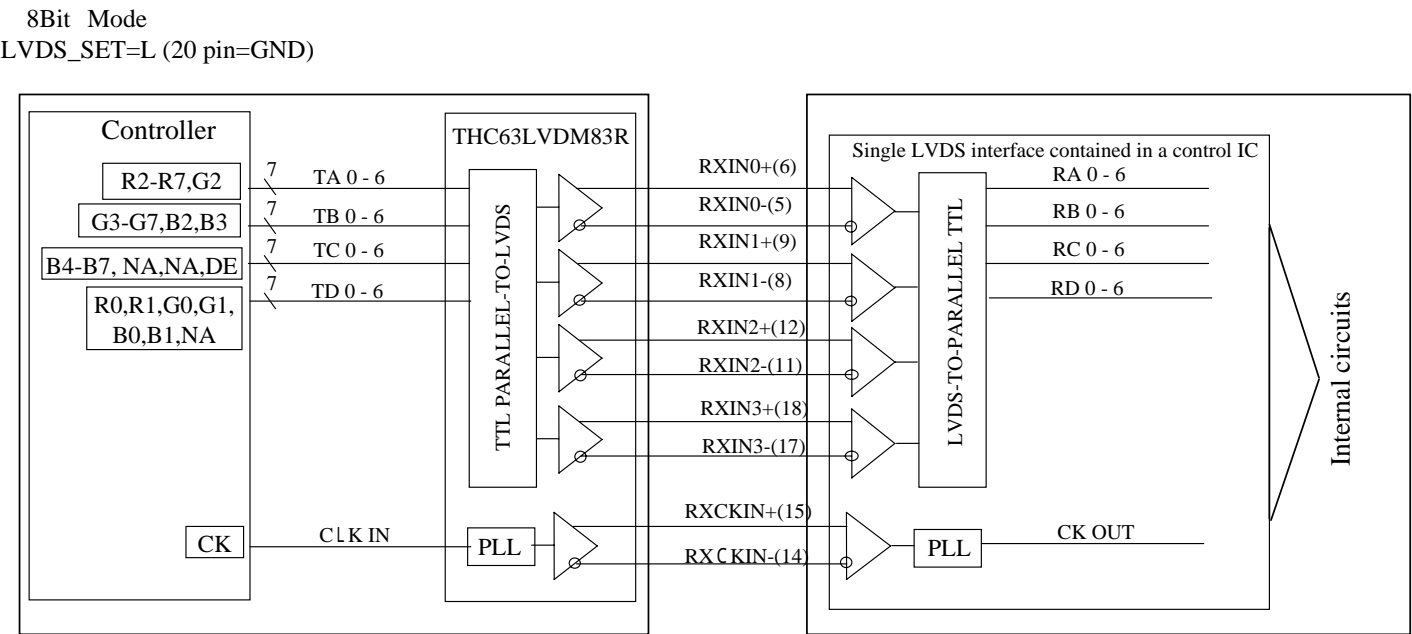 8Bit Mode
LVDS_SET=L (20 pin=GND)
Controller
R2-R7,G2
G3-G7,B2,B3
B4-B7, NA,NA,DE
R0,R1,G0,G1,
B0,B1,NA
CK
7
TA 0 - 6
7
TB 0 - 6
7
TC 0 - 6
7
TD 0 - 6
CLK IN
THC63LVDM83R
TTL PARALLEL-TO-LVDS
PLL
RXIN0+(6)
RXIN0-(5)
RXIN1+(9)
RXIN1-(8)
RXIN2+(12)
RXIN2-(11)
RXIN3+(18)
RXIN3-(17)
RXCKIN+(15)
RXCKIN-(14)
Single LVDS interface contained in a control IC
LVDS-TO-PARALLEL TTL
PLL
RA 0 - 6
RB 0 - 6
RC 0 - 6
RD 0 - 6
CK OUT
Internal circuits